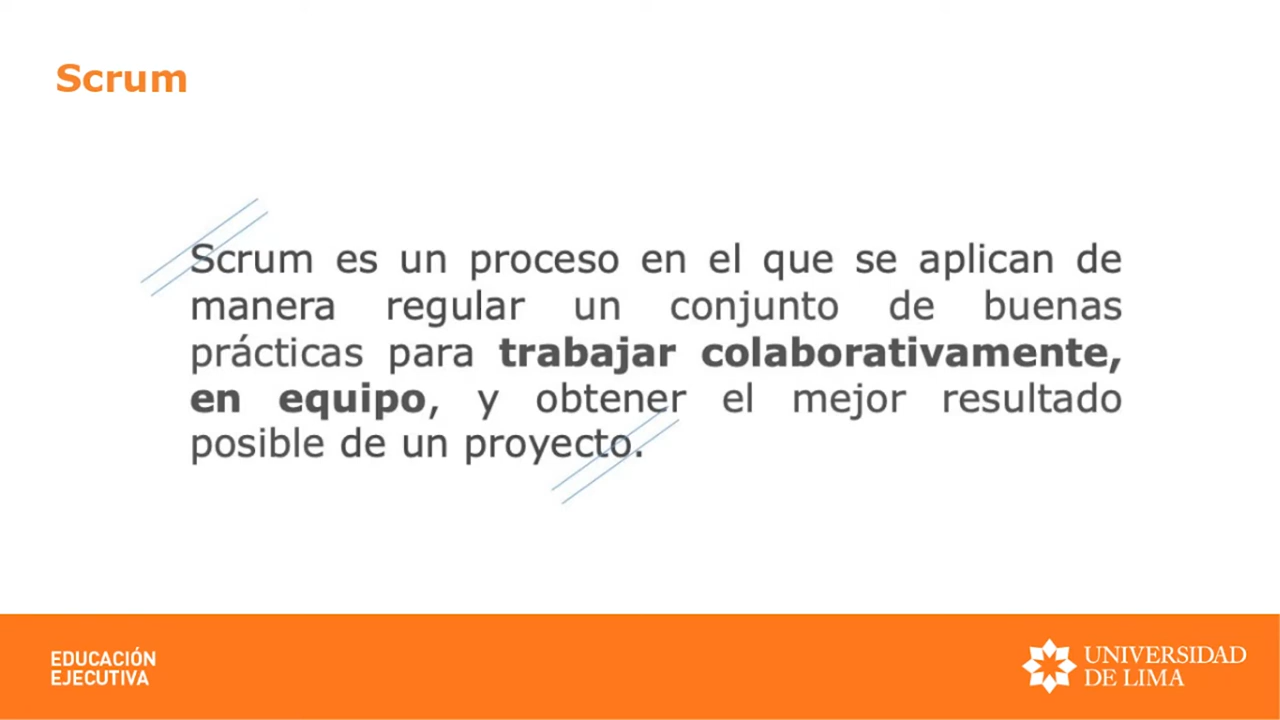 Scrum
Scrum es un proceso en el que se aplican de
manera regular un conjunto de buenas
prácticas para trabajar colaborativamente,
en equipo, y obtener el mejor resultado
posible de un proyecto.
EDUCACIÓN
EJECUTIVA
UNIVERSIDAD
DE LIMA